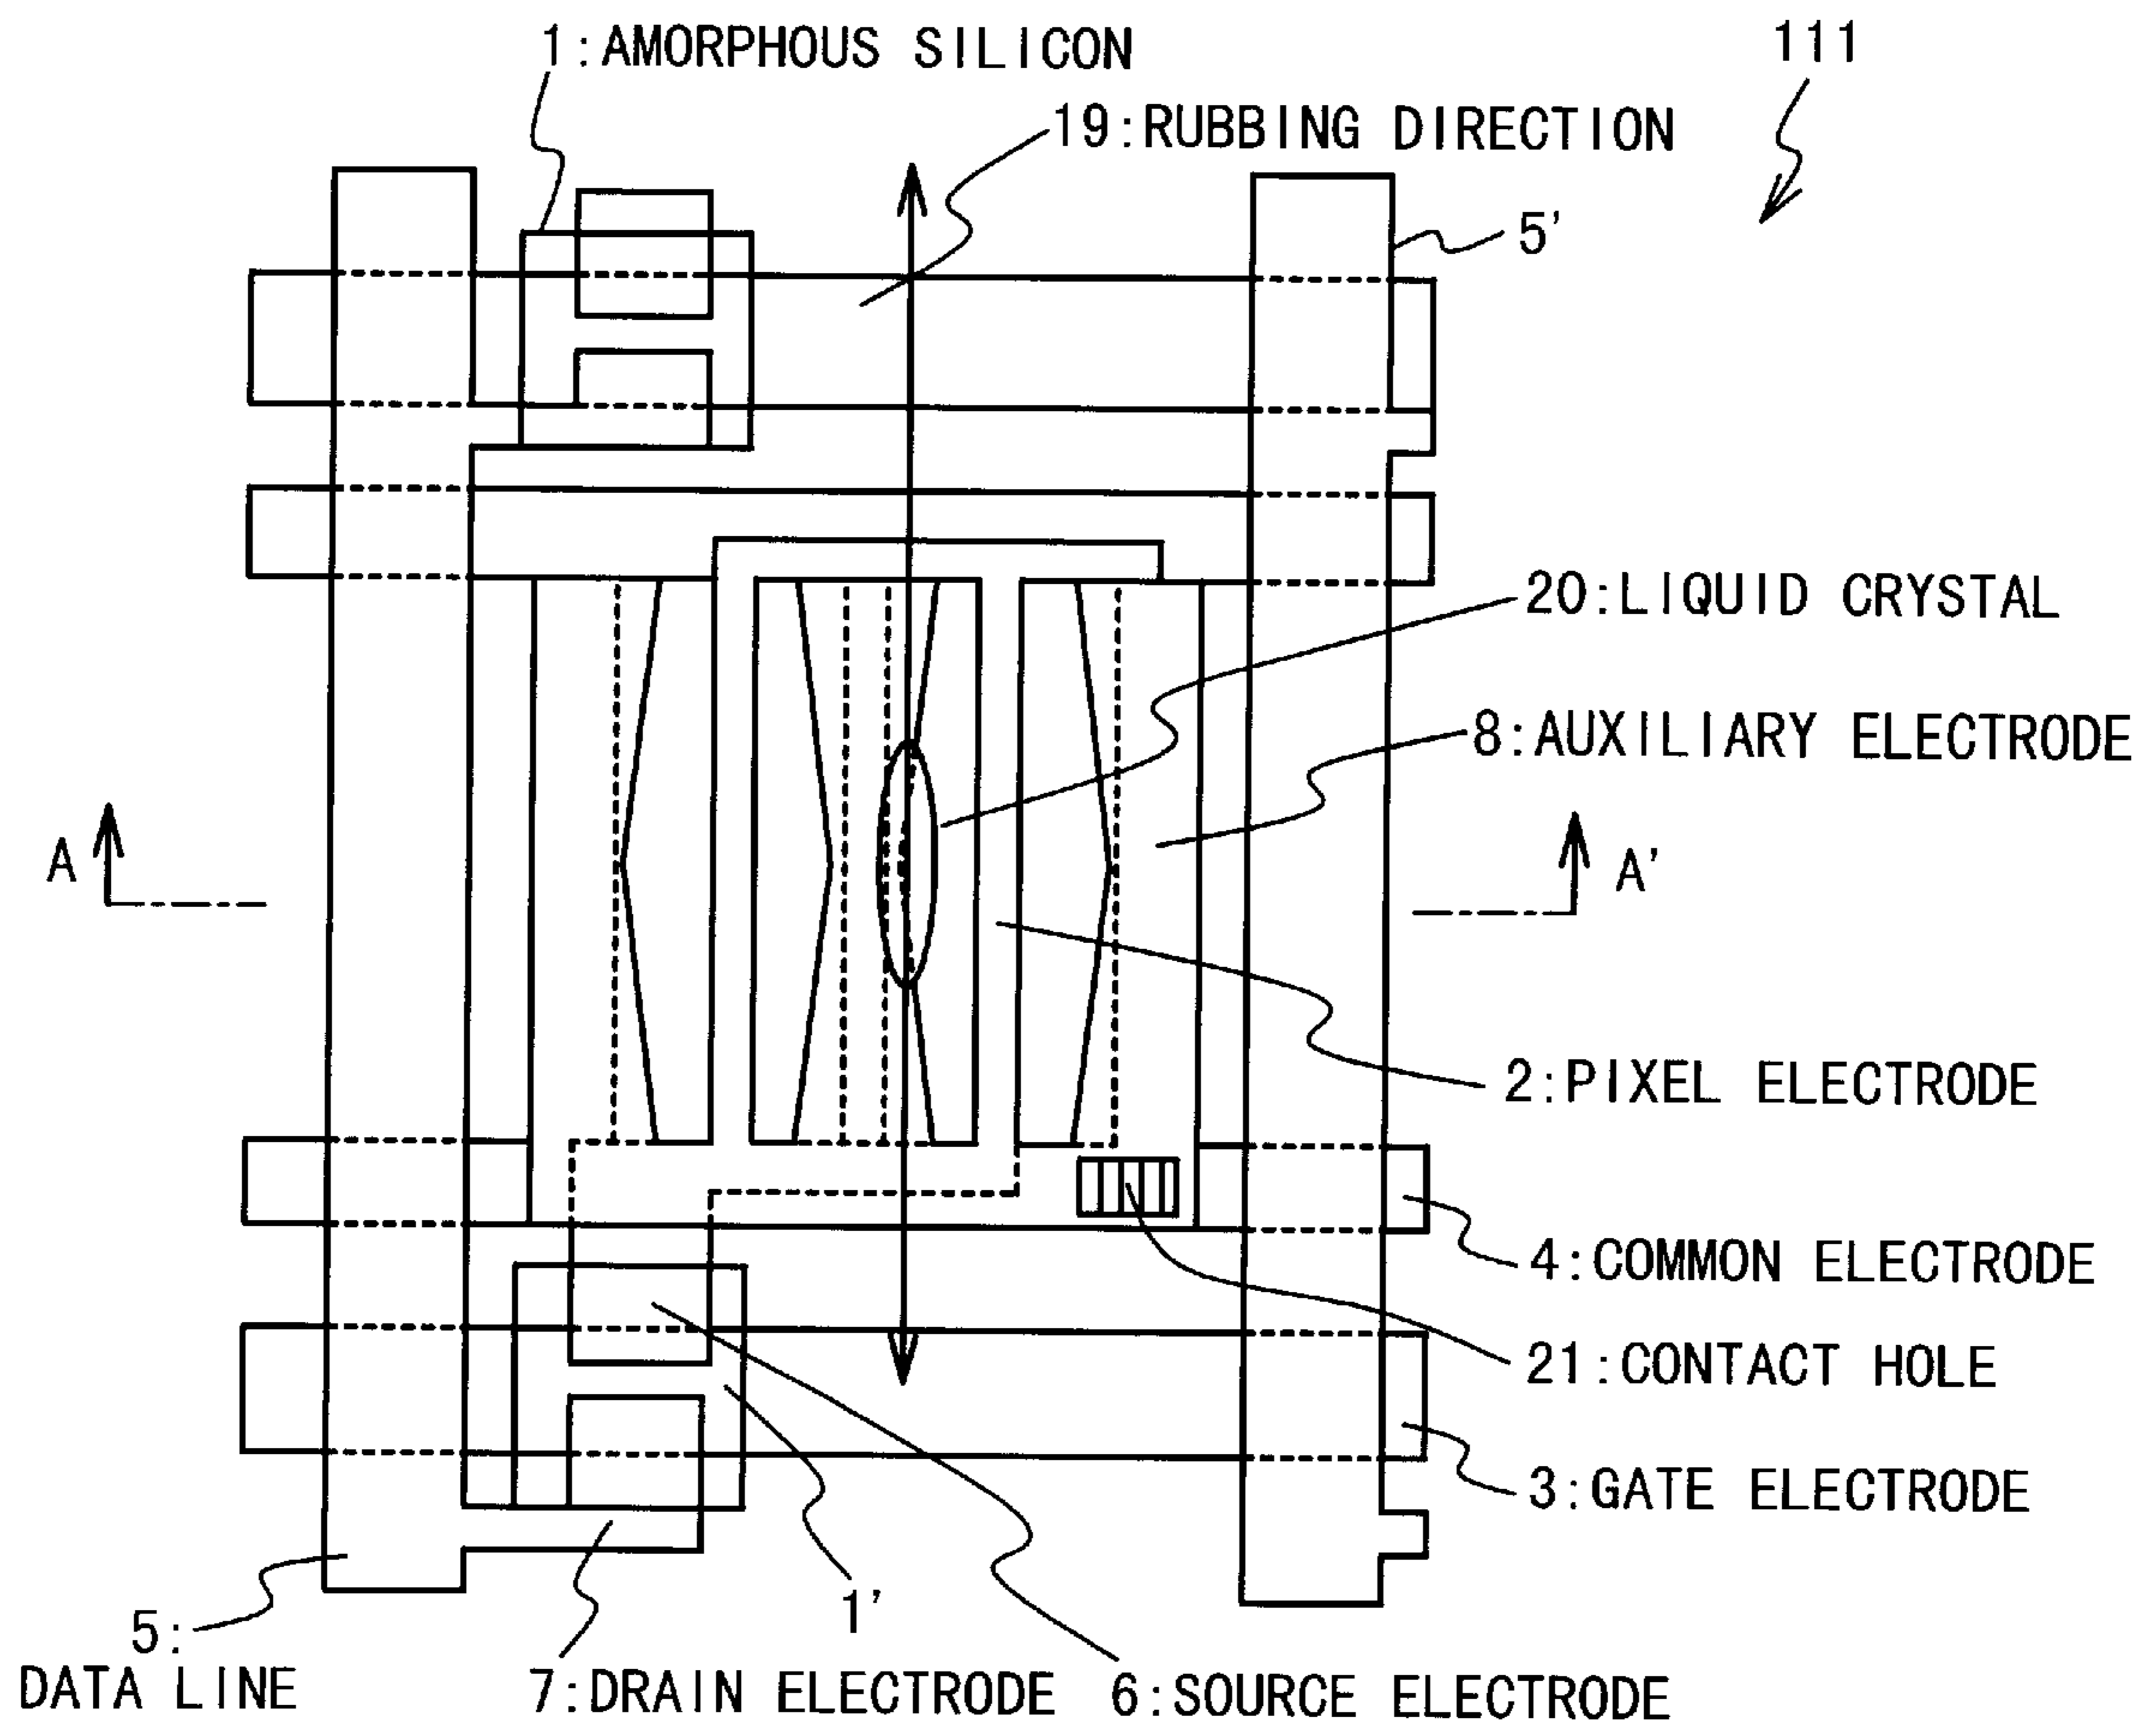 1:AMORPHOUS SILICON
111
19:RUBBING DIRECTION
5'
20:LIQUID CRYSTAL
8:AUXILIARY ELECTRODE
A
A'
2:PIXEL ELECTRODE
4:COMMON ELECTRODE
21:CONTACT HOLE
3:GATE ELECTRODE
1'
5:
DATA LINE
7:DRAIN ELECTRODE
6:SOURCE ELECTRODE